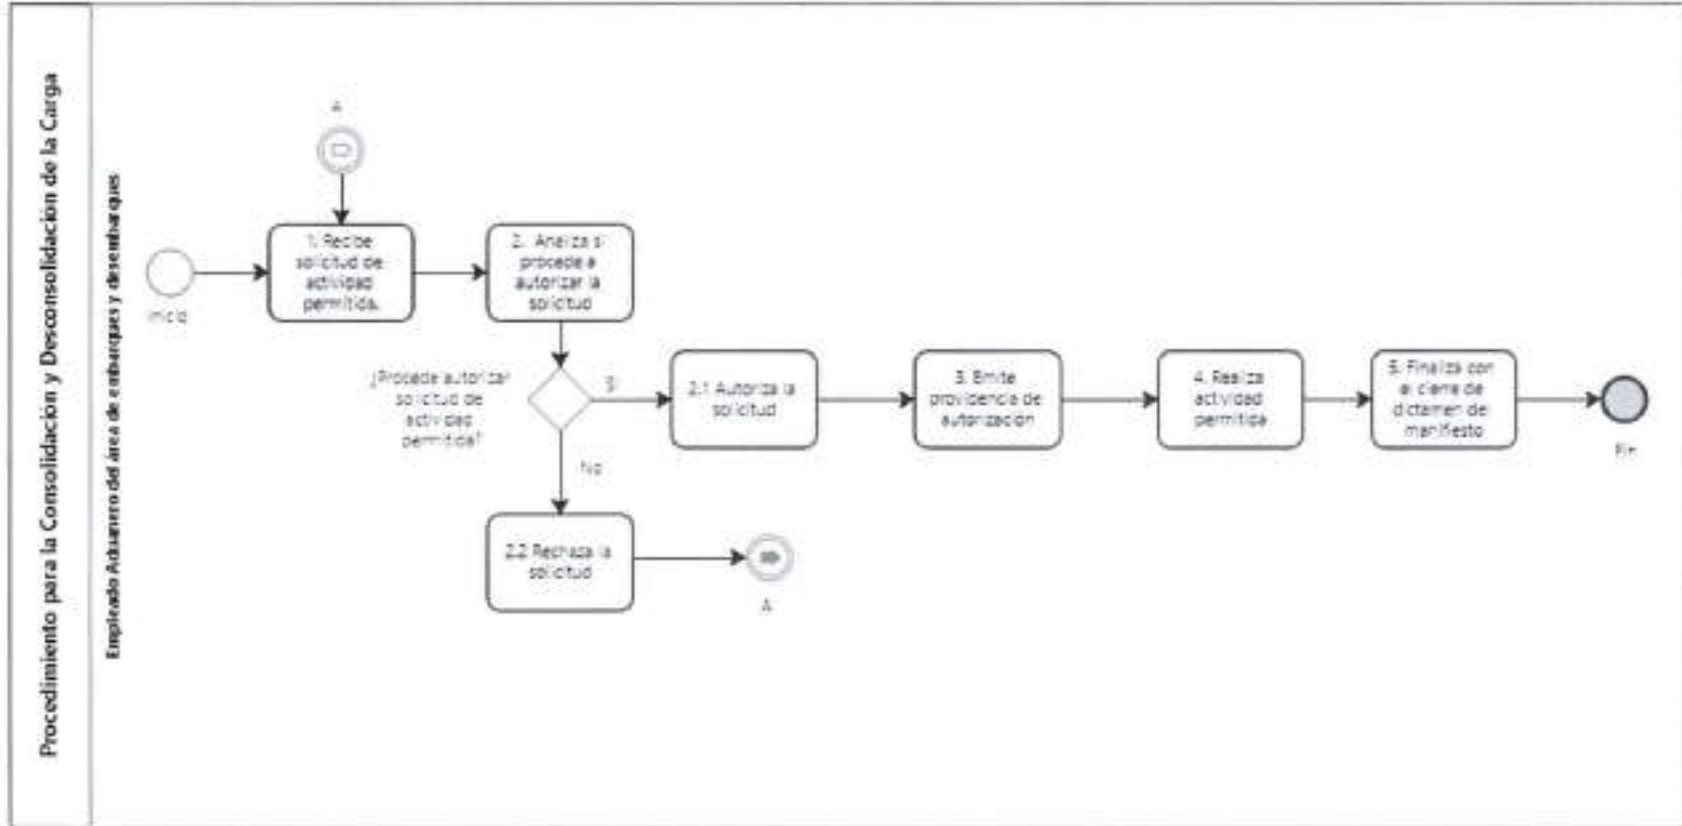 Procedimiento para la Consolidación y Desconsolidación de la Carga
Empleado Aduanero del área de embarques y desembarques
A
Inicio
1. Recibe
solicitud de
actividad
permitida.
2. Analiza si
procede a
autorizar la
solicitud
¿Procede autorizar
solicitud de
actividad
permitida?
Si
2.1 Autoriza la
solicitud
3. Emite
providencia de
autorización
4. Realiza
actividad
permitida
5. Finaliza con
el cierre de
dictamen del
manifiesto
Fin
No
2.2 Rechaza la
solicitud
A